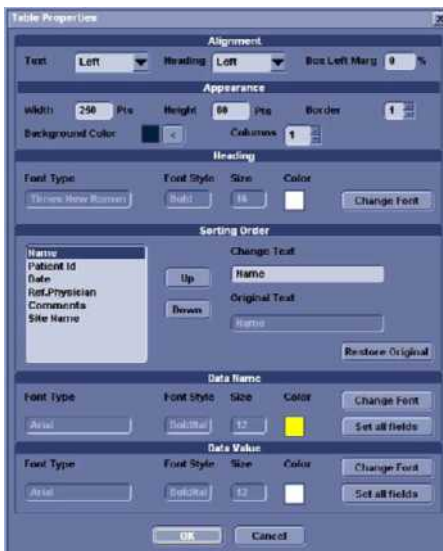 Table Properties
Alignment
Text Left Heading Left Box Left Marg 0 %
Appearance
Width 250 Pts Height 60 Pts Border 1
Background Color < Columns 1
Heading
Font Type Font Style Size Color
Times New Roman Bold 16 Change Font
Sorting Order
Name
Patient Id
Date
Ref.Physician
Comments
Site Name
Up
Down
Change Text
Name
Original Text
Name
Restore Original
Data Name
Font Type Font Style Size Color Change Font
Arial BoldItal 12 Set all fields
Data Value
Font Type Font Style Size Color Change Font
Arial BoldItal 12 Set all fields
OK Cancel